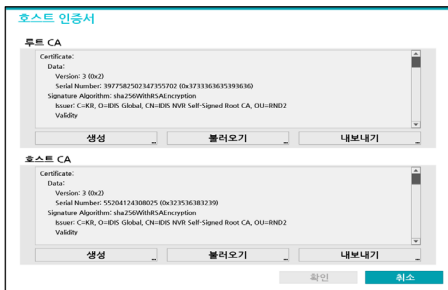 호스트 인증서
루트 CA
Certificate:
Data:
Version: 3 (0x2)
Serial Number: 3977582502347355702 (0x3733363635393636)
Signature Algorithm: sha256WithRSAEncryption
Issuer: C=KR, O=IDIS Global, CN=IDIS NVR Self-Signed Root CA, OU=RND2
Validity
생성 불러오기 내보내기
호스트 CA
Certificate:
Data:
Version: 3 (0x2)
Serial Number: 55204124308025 (0x323536383239)
Signature Algorithm: sha256WithRSAEncryption
Issuer: C=KR, O=IDIS Global, CN=IDIS NVR Self-Signed Root CA, OU=RND2
Validity
생성 불러오기 내보내기
확인 취소